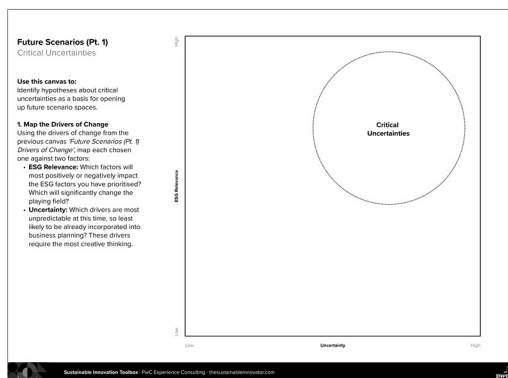 Future Scenarios (Pt. 1)
Critical Uncertainties
Use this canvas to:
Identify hypotheses about critical
uncertainties as a basis for opening
up future scenario spaces.
1. Map the Drivers of Change
Using the drivers of change from the
previous canvas ‘Future Scenarios (Pt. 1)
Drivers of Change’, map each chosen
one against two factors:
• ESG Relevance: Which factors will
most positively or negatively impact
the ESG factors you have prioritised?
Which will significantly change the
playing field?
• Uncertainty: Which drivers are most
unpredictable at this time, so least
likely to be already incorporated into
business planning? These drivers
require the most creative thinking.
High
ESG Relevance
Low
Critical
Uncertainties
Low
Uncertainty
High
Sustainable Innovation Toolbox · PwC Experience Consulting · thesustainableinnovator.com
pwc